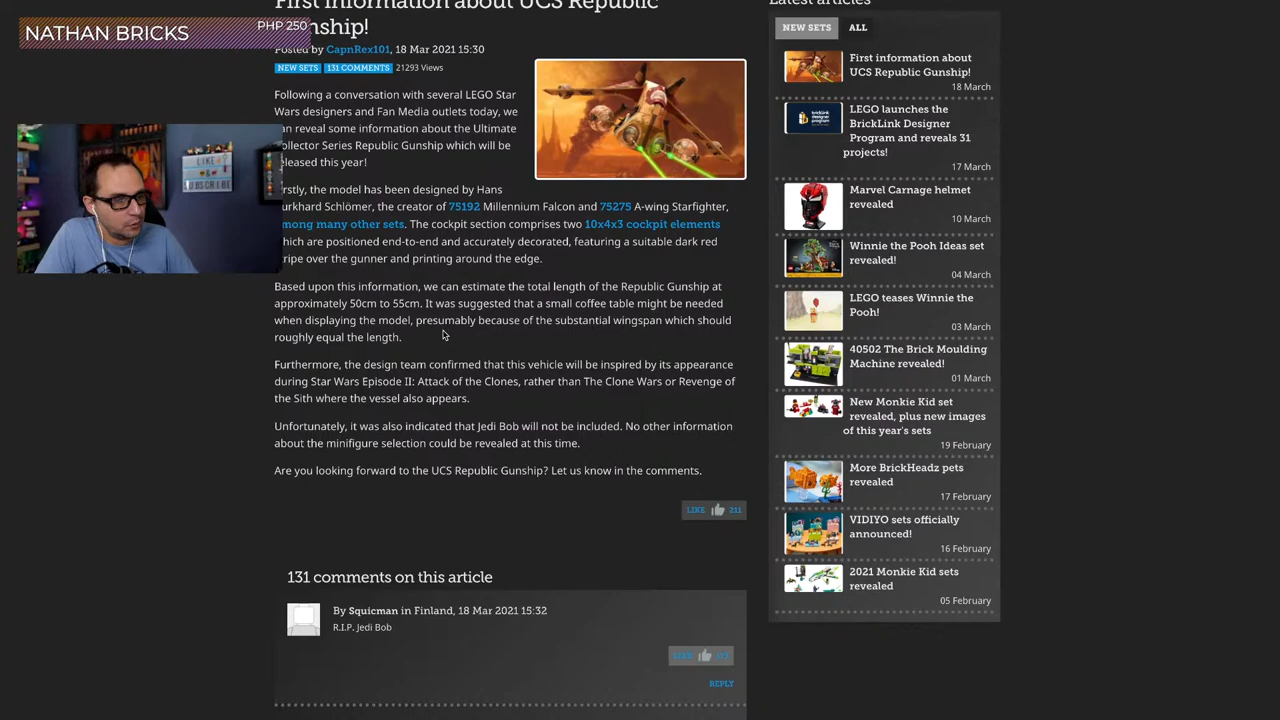 NATHAN BRICKS
PHP 250
First information about UCS Republic
nship!
Posted by CapnRex101, 18 Mar 2021 15:30
NEW SETS
131 COMMENTS
21293 Views
Following a conversation with several LEGO Star
Wars designers and Fan Media outlets today, we
an reveal some information about the Ultimate
ollector Series Republic Gunship which will be
eleased this year!
irstly, the model has been designed by Hans
urkhard Schlömer, the creator of 75192 Millennium Falcon and 75275 A-wing Starfighter,
mong many other sets. The cockpit section comprises two 10x4x3 cockpit elements
which are positioned end-to-end and accurately decorated, featuring a suitable dark red
tripe over the gunner and printing around the edge.
Based upon this information, we can estimate the total length of the Republic Gunship at
approximately 50cm to 55cm. It was suggested that a small coffee table might be needed
when displaying the model, presumably because of the substantial wingspan which should
roughly equal the length.
Furthermore, the design team confirmed that this vehicle will be inspired by its appearance
during Star Wars Episode II: Attack of the Clones, rather than The Clone Wars or Revenge of
the Sith where the vessel also appears.
Unfortunately, it was also indicated that Jedi Bob will not be included. No other information
about the minifigure selection could be revealed at this time.
Are you looking forward to the UCS Republic Gunship? Let us know in the comments.
LIKE 211
131 comments on this article
By Squicman in Finland, 18 Mar 2021 15:32
R.I.P. Jedi Bob
LIKE
REPLY
Latest articles
NEW SETS
ALL
First information about
UCS Republic Gunship!
18 March
LEGO launches the
BrickLink Designer
Program and reveals 31
projects!
17 March
Marvel Carnage helmet
revealed
10 March
Winnie the Pooh Ideas set
revealed!
04 March
LEGO teases Winnie the
Pooh!
03 March
40502 The Brick Moulding
Machine revealed!
01 March
New Monkie Kid set
revealed, plus new images
of this year's sets
19 February
More BrickHeadz pets
revealed
17 February
VIDIYO sets officially
announced!
16 February
2021 Monkie Kid sets
revealed
05 February
LIKE &
SUBSCRIBE